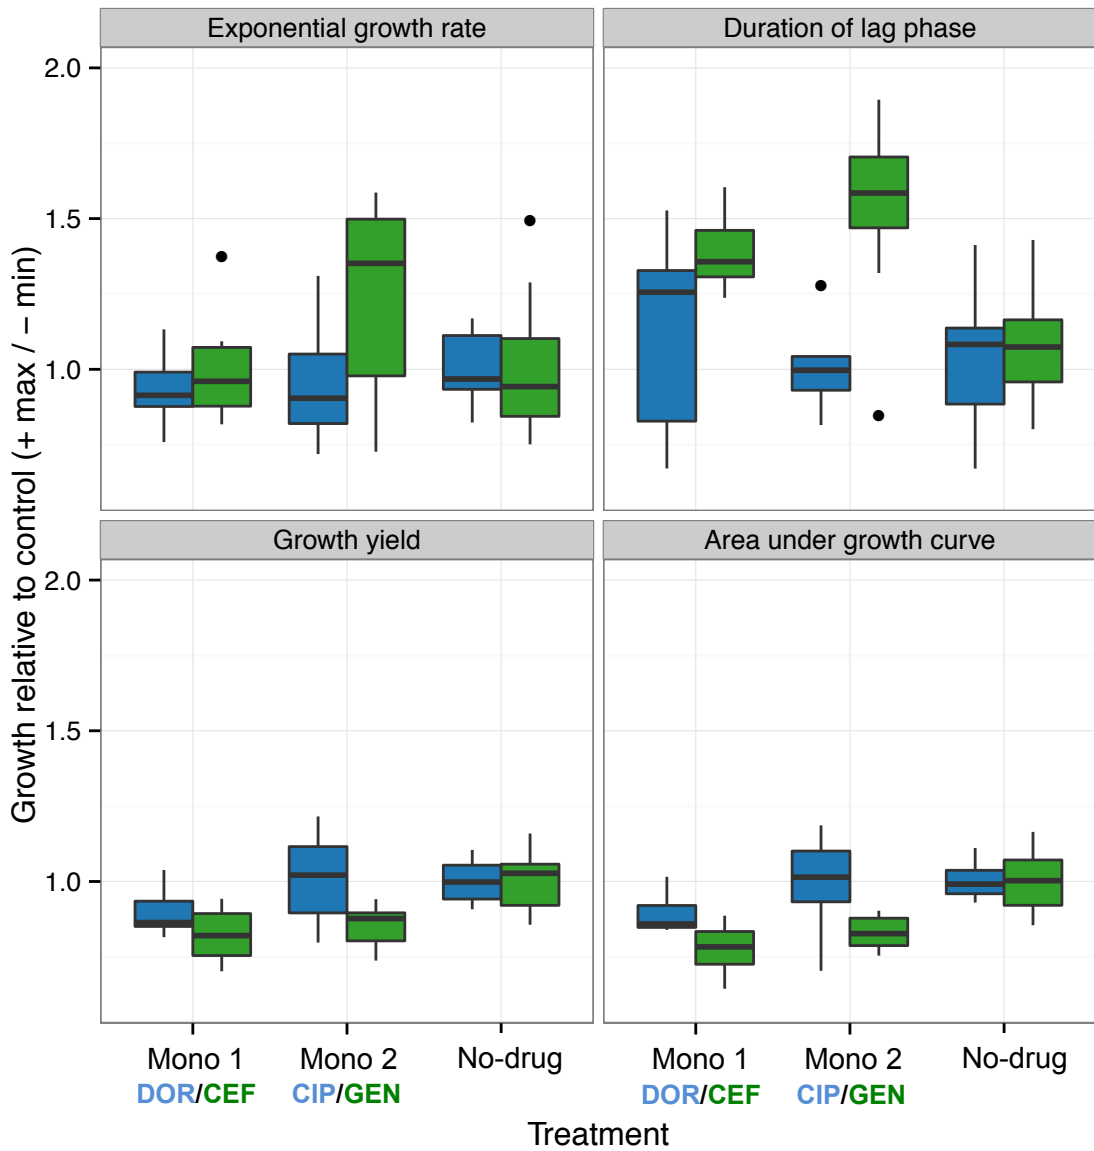 Exponential growth rate
Duration of lag phase
2.0
1.5
1.0
Growth yield
Area under growth curve
2.0
1.5
1.0
Growth relative to control (+ max / − min)
Mono 1
Mono 2
No-drug
Mono 1
Mono 2
No-drug
DOR/CEF
CIP/GEN
DOR/CEF
CIP/GEN
Treatment